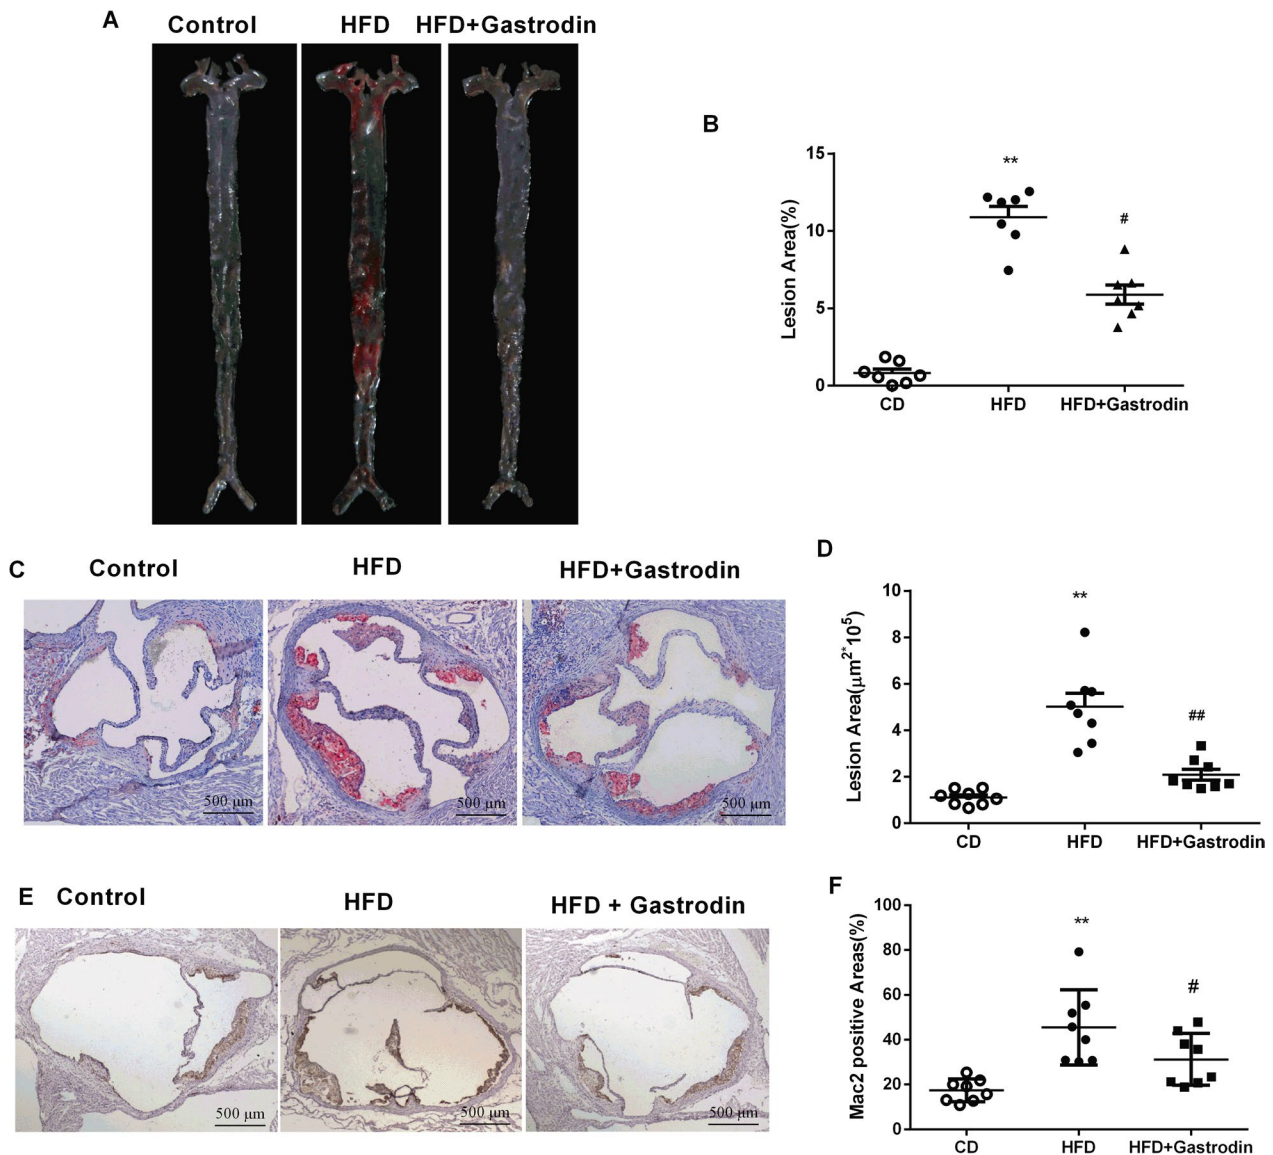 A
Control HFD HFD+Gastrodin
B
Lesion Area(%)
15
10
5
0
**
#
CD HFD HFD+Gastrodin
C
Control HFD HFD+Gastrodin
500 μm 500 μm 500 μm
D
Lesion Area(μm²*10⁵)
10
8
6
4
2
0
**
##
CD HFD HFD+Gastrodin
E
Control HFD HFD + Gastrodin
500 μm 500 μm 500 μm
F
Mac2 positive Areas(%)
100
80
60
40
20
0
**
#
CD HFD HFD+Gastrodin